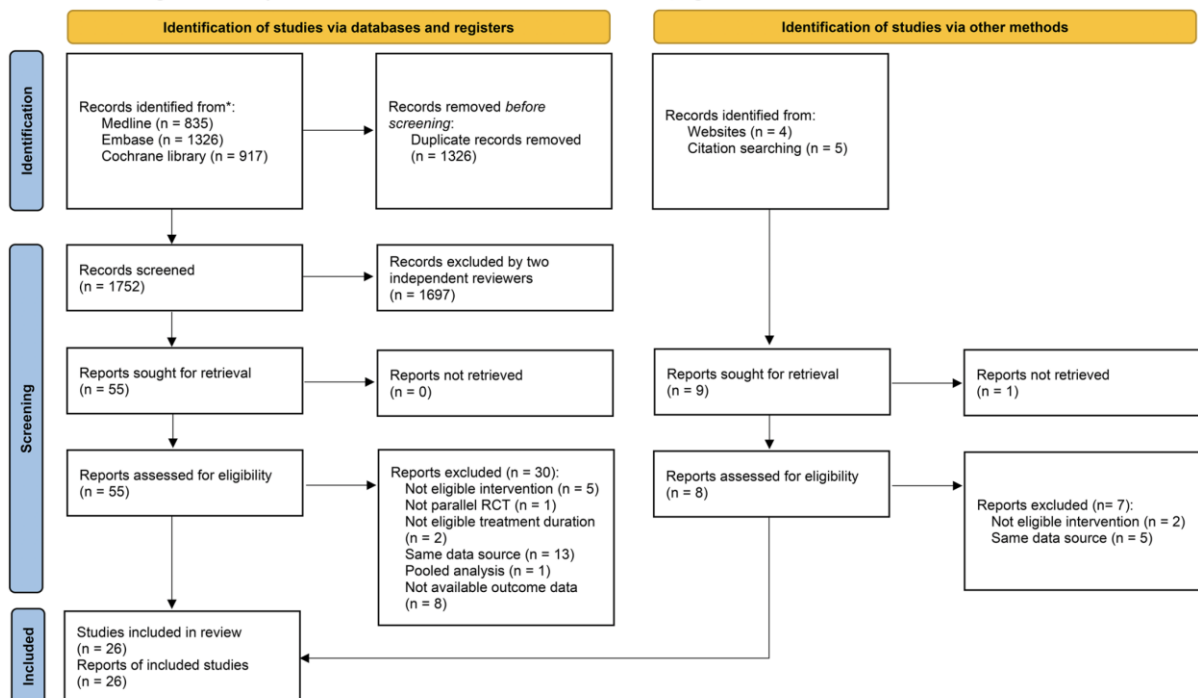 Identification of studies via databases and registers
Identification of studies via other methods
Identification
Records identified from*:
Medline (n = 835)
Embase (n = 1326)
Cochrane library (n = 917)
Records removed before
screening:
Duplicate records removed
(n = 1326)
Records identified from:
Websites (n = 4)
Citation searching (n = 5)
Screening
Records screened
(n = 1752)
Records excluded by two
independent reviewers
(n = 1697)
Reports sought for retrieval
(n = 55)
Reports not retrieved
(n = 0)
Reports sought for retrieval
(n = 9)
Reports not retrieved
(n = 1)
Reports assessed for eligibility
(n = 55)
Reports excluded (n = 30):
Not eligible intervention (n = 5)
Not parallel RCT (n = 1)
Not eligible treatment duration
(n = 2)
Same data source (n = 13)
Pooled analysis (n = 1)
Not available outcome data
(n = 8)
Reports assessed for eligibility
(n = 8)
Reports excluded (n= 7):
Not eligible intervention (n = 2)
Same data source (n = 5)
Included
Studies included in review
(n = 26)
Reports of included studies
(n = 26)